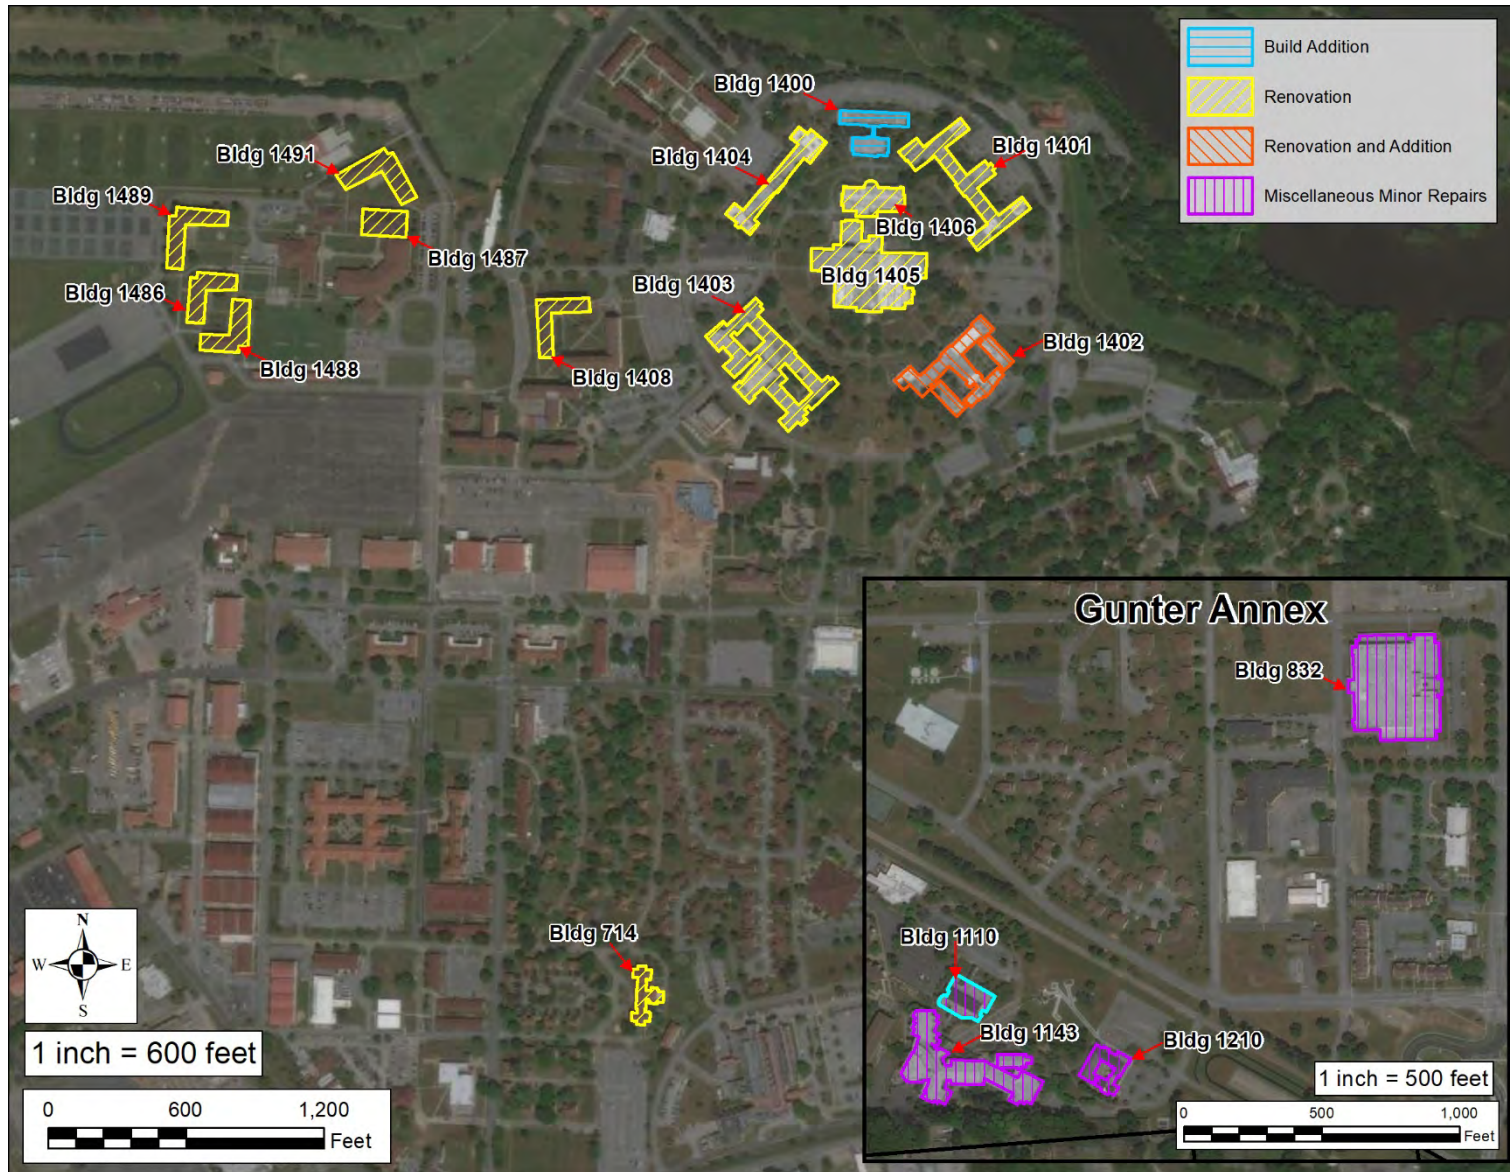 Build Addition
Renovation
Renovation and Addition
Miscellaneous Minor Repairs
Bldg 1400
Bldg 1401
Bldg 1404
Bldg 1491
Bldg 1489
Bldg 1406
Bldg 1487
Bldg 1405
Bldg 1403
Bldg 1486
Bldg 1402
Bldg 1488
Bldg 1408
Gunter Annex
Bldg 832
Bldg 714
Bldg 1110
Bldg 1143
Bldg 1210
N
W E
S
1 inch = 600 feet
0 600 1,200
Feet
1 inch = 500 feet
0 500 1,000
Feet